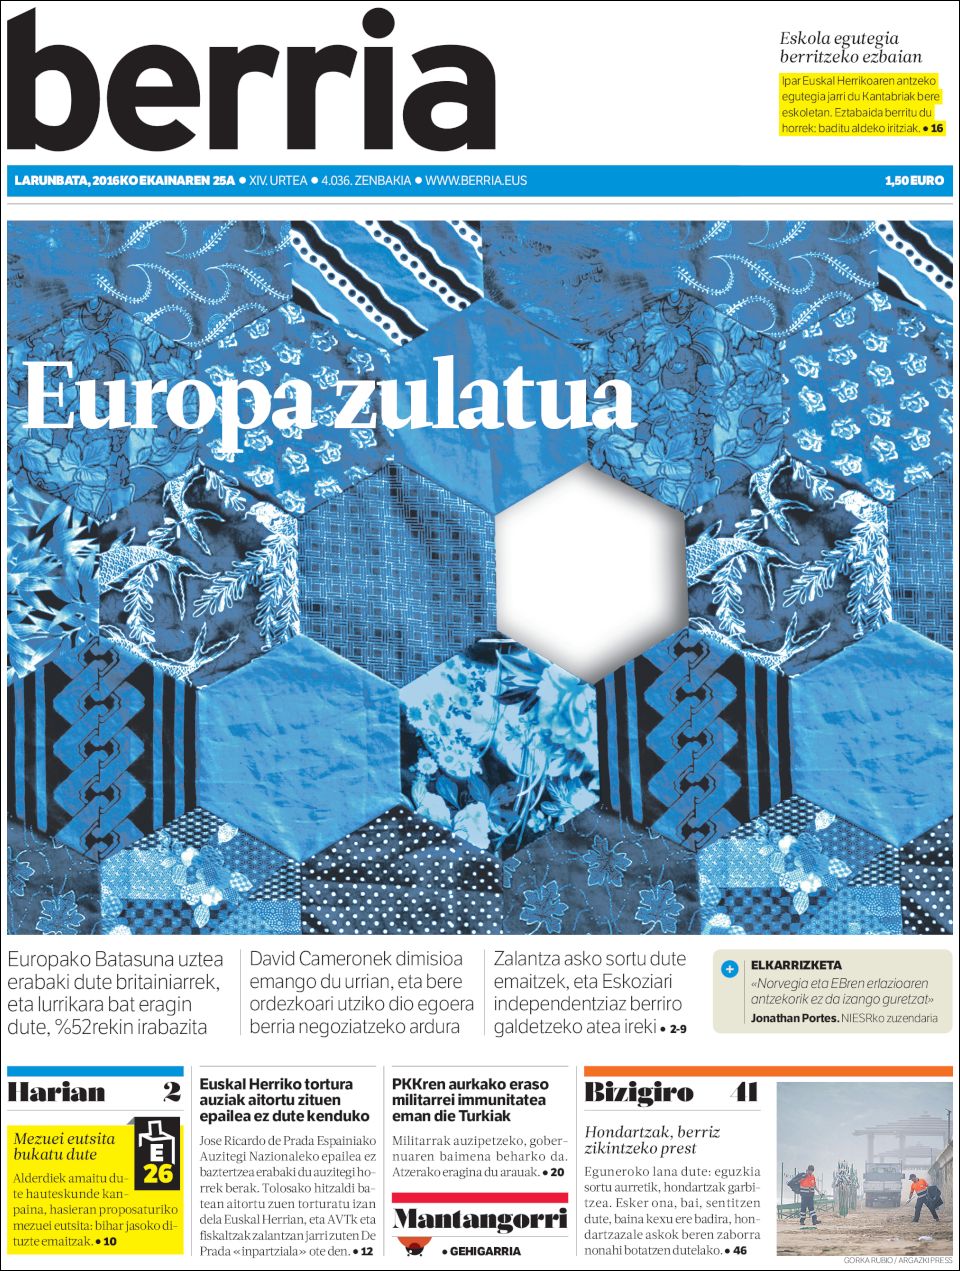 berria
Eskola egutegia
berritzeko ezbaian
Ipar Euskal Herrikoaren antzeko
egutegia jarri du Kantabriak bere
eskoletan. Eztabaida berritu du
horrek: baditu aldeko iritziak. ● 16
LARUNBATA, 2016KO EKAINAREN 25A ● XIV. URTEA ● 4.036. ZENBAKIA ● WWW.BERRIA.EUS
1,50 EURO
Europa zulatua
Europako Batasuna uztea
erabaki dute britainiarrek,
eta lurrikara bat eragin
dute, %52rekin irabazita
David Cameronek dimisioa
emango du urrian, eta bere
ordezkoari utziko dio egoera
berria negoziatzeko ardura
Zalantza asko sortu dute
emaitzek, eta Eskoziari
independentziaz berriro
galdetzeko atea ireki ● 2-9
+ ELKARRIZKETA
«Norvegia eta EBren erlazioaren
antzekorik ez da izango guretzat»
Jonathan Portes. NIESRko zuzendaria
Harian 2
Mezuei eutsita
bukatu dute
E
26
Alderdiek amaitu du-
te hauteskunde kan-
paina, hasieran proposaturiko
mezuei eutsita: bihar jasoko di-
tuzte emaitzak. ● 10
Euskal Herriko tortura
auziak aitortu zituen
epailea ez dute kenduko
Jose Ricardo de Prada Espainiako
Auzitegi Nazionaleko epailea ez
baztertzea erabaki du auzitegi ho-
rrek berak. Tolosako hitzaldi ba-
tean aitortu zuen torturatu izan
dela Euskal Herrian, eta AVTk eta
fiskaltzak zalantzan jarri zuten De
Prada «inpartziala» ote den. ● 12
PKKren aurkako eraso
militarrei immunitatea
eman die Turkiak
Militarrak auzipetzeko, gober-
nuaren baimena beharko da.
Atzerako eragina du arauak. ● 20
Mantangorri
● GEHIGARRIA
Bizigiro 41
Hondartzak, berriz
zikintzeko prest
Eguneroko lana dute: eguzkia
sortu aurretik, hondartzak garbi-
tzea. Esker ona, bai, sentitzen
dute, baina kexu ere badira, hon-
dartzazale askok beren zaborra
nonahi botatzen dutelako. ● 46
GORKA RUBIO / ARGAZKI PRESS